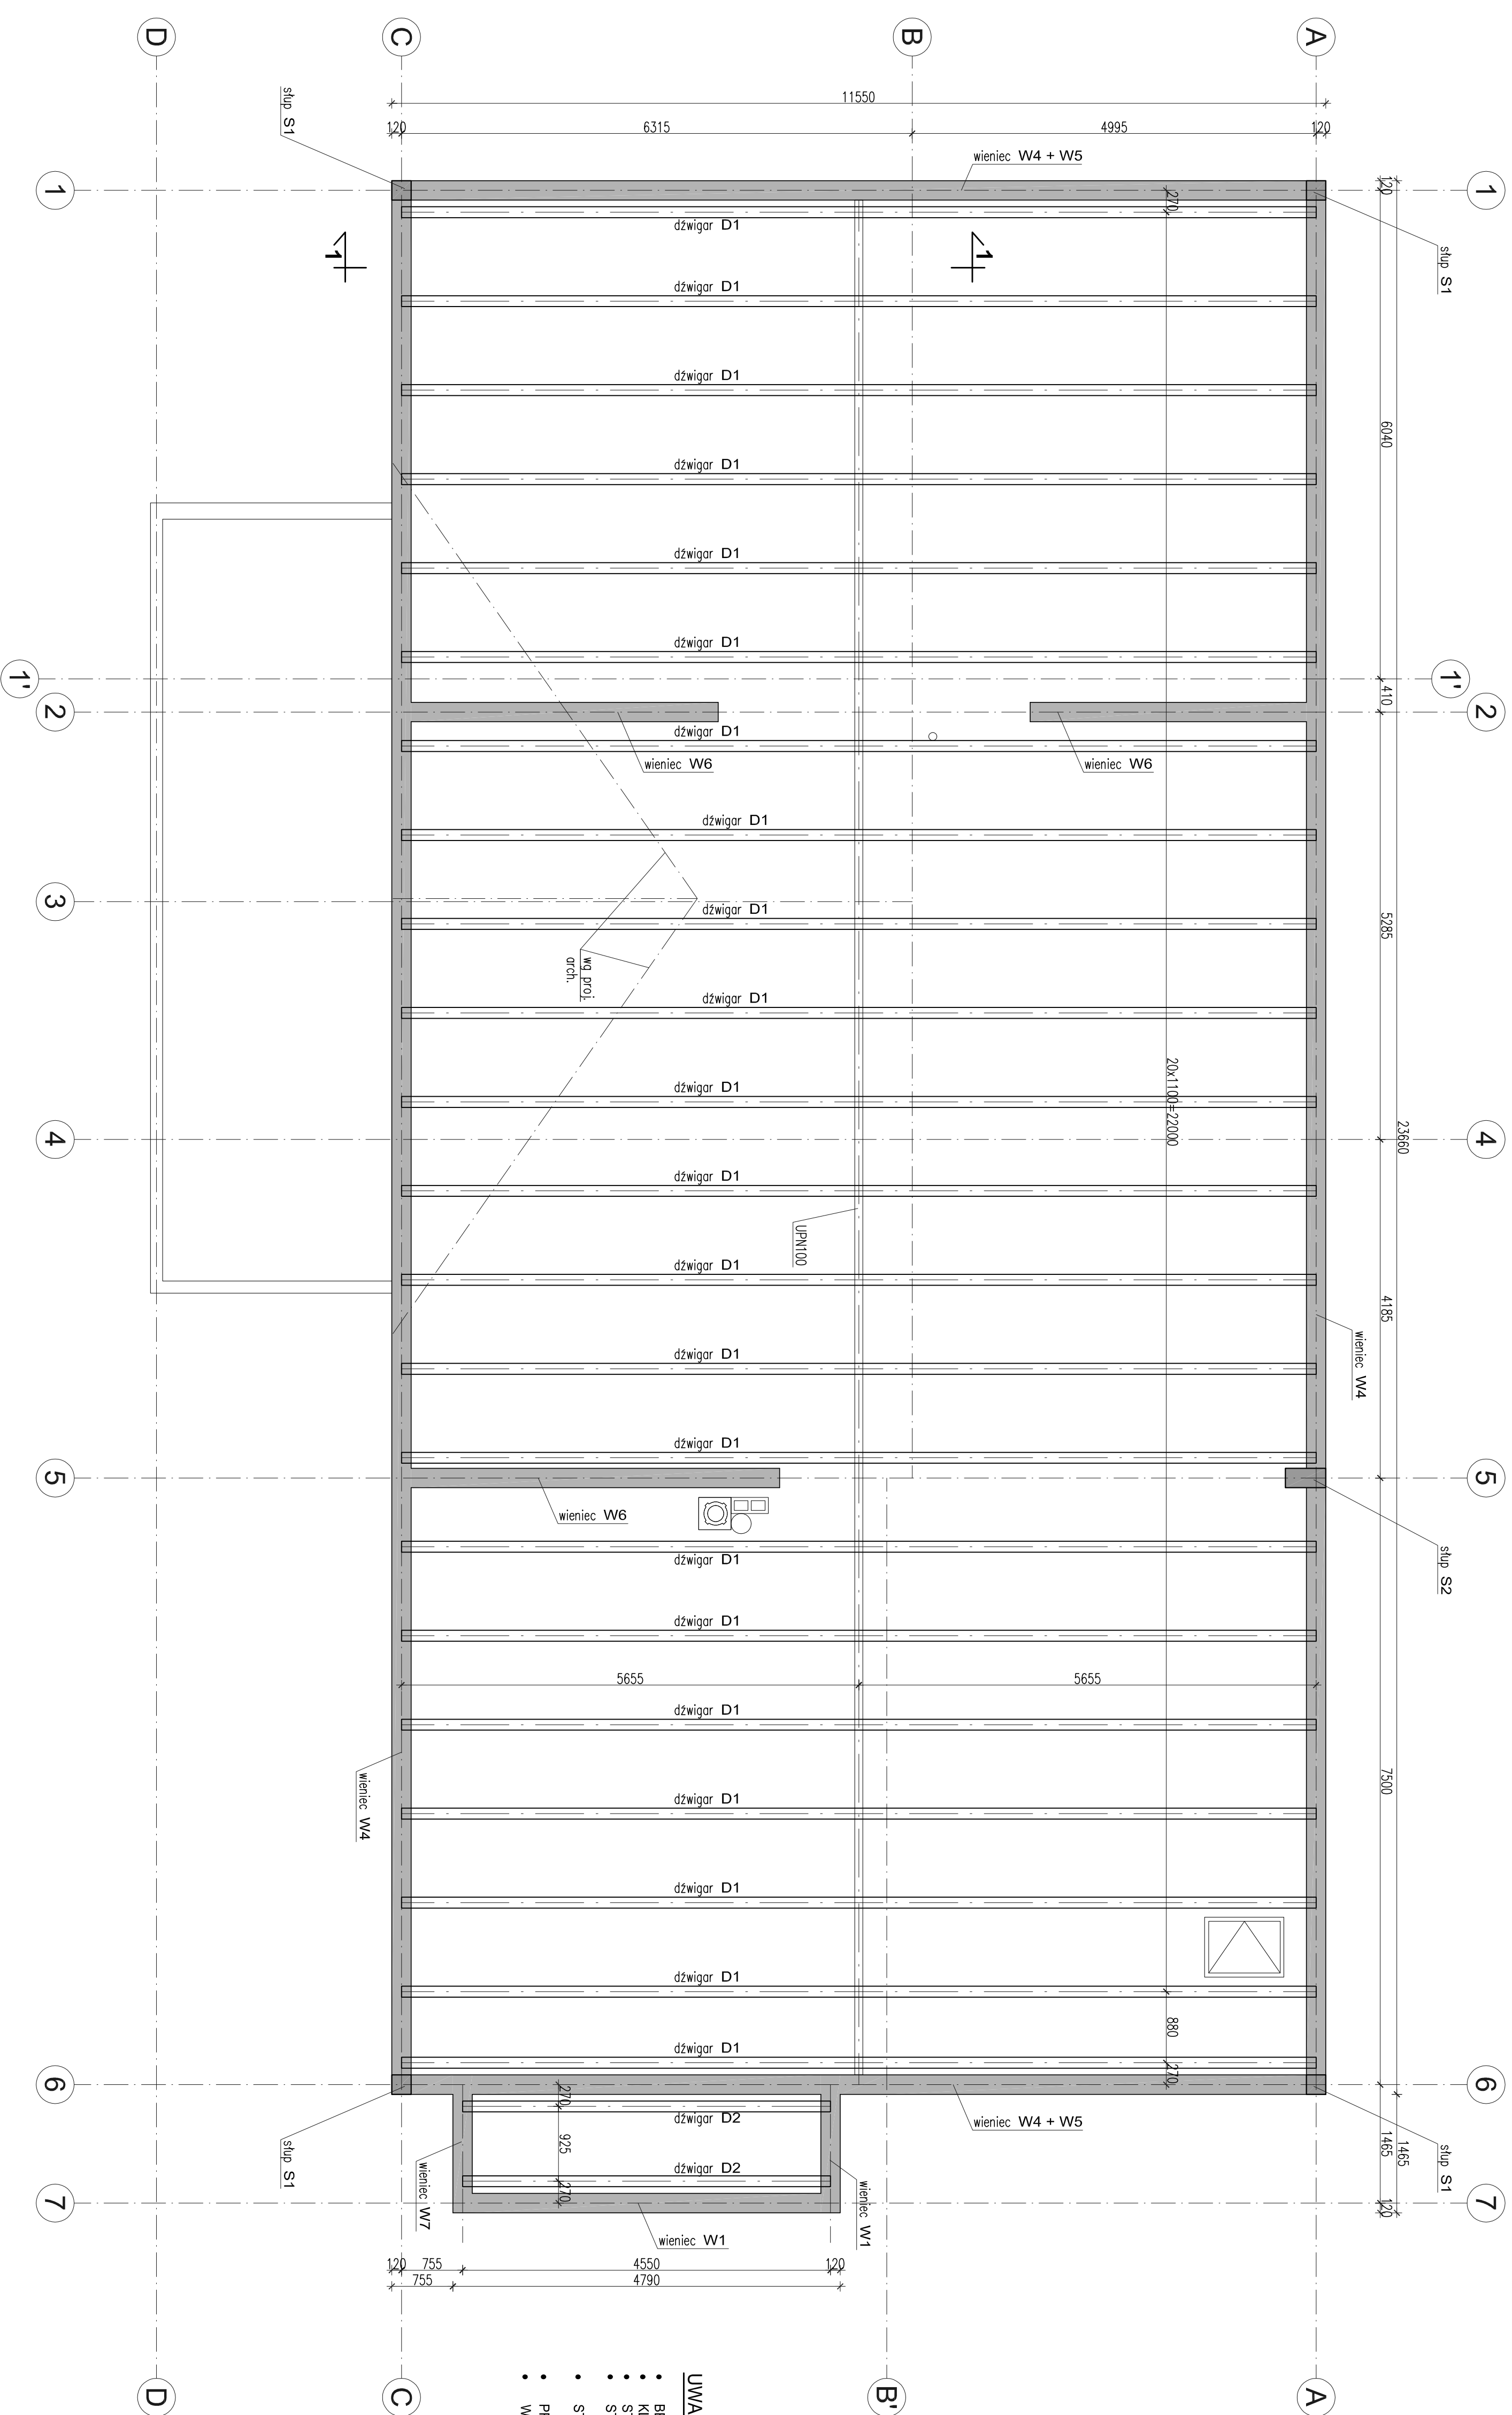 D
C
B
A
11550
120
6315
4995
120
słup S1
wieniec W4 + W5
1
1
120
270
dźwigar D1
słup S1
1
1
dźwigar D1
dźwigar D1
6040
dźwigar D1
dźwigar D1
dźwigar D1
1'
1'
410
2
2
dźwigar D1
wieniec W6
wieniec W6
dźwigar D1
3
dźwigar D1
5285
wg proj.
arch.
dźwigar D1
20x1100=22000
dźwigar D1
4
4
23660
dźwigar D1
UPN100
dźwigar D1
4185
wieniec W4
dźwigar D1
dźwigar D1
5
5
wieniec W6
słup S2
dźwigar D1
dźwigar D1
5655
5655
dźwigar D1
wieniec W4
7500
dźwigar D1
dźwigar D1
dźwigar D1
880
dźwigar D1
270
6
6
270
dźwigar D2
wieniec W4 + W5
925
słup S1
1465
1465
słup S1
dźwigar D2
270
wieniec W7
wieniec W1
7
7
120
wieniec W1
120
755
4550
120
755
4790
UWA
D
C
B'
A